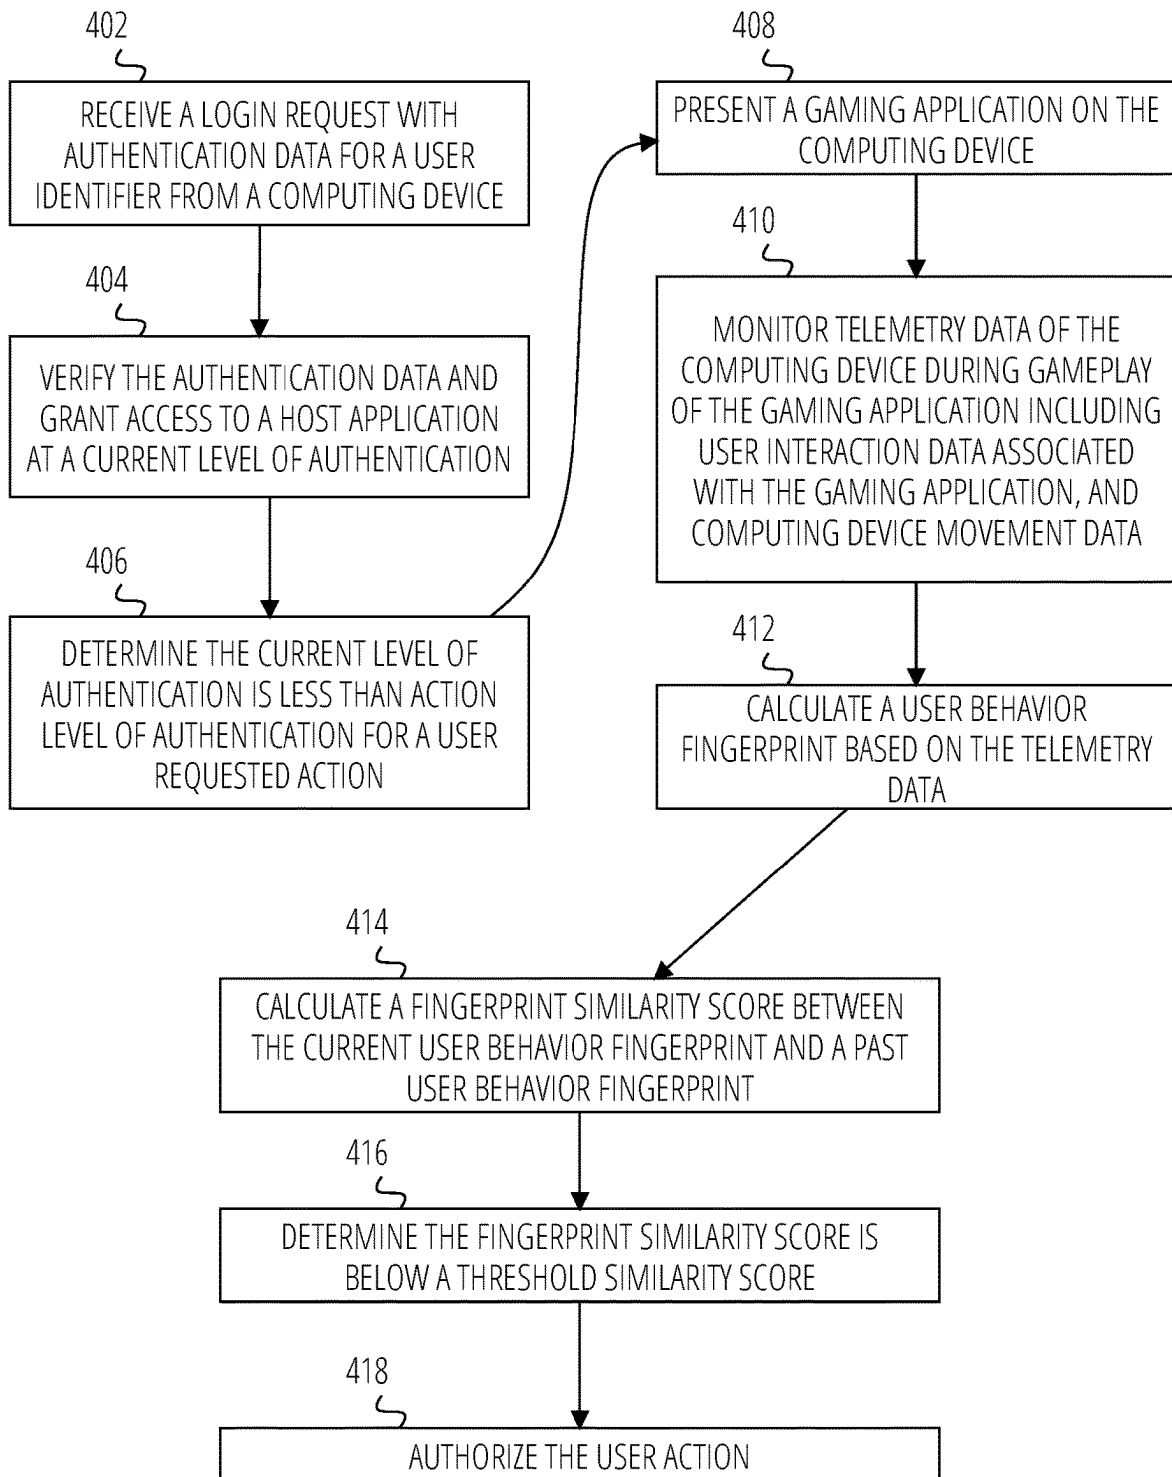 402
RECEIVE A LOGIN REQUEST WITH
AUTHENTICATION DATA FOR A USER
IDENTIFIER FROM A COMPUTING DEVICE
404
VERIFY THE AUTHENTICATION DATA AND
GRANT ACCESS TO A HOST APPLICATION
AT A CURRENT LEVEL OF AUTHENTICATION
406
DETERMINE THE CURRENT LEVEL OF
AUTHENTICATION IS LESS THAN ACTION
LEVEL OF AUTHENTICATION FOR A USER
REQUESTED ACTION
408
PRESENT A GAMING APPLICATION ON THE
COMPUTING DEVICE
410
MONITOR TELEMETRY DATA OF THE
COMPUTING DEVICE DURING GAMEPLAY
OF THE GAMING APPLICATION INCLUDING
USER INTERACTION DATA ASSOCIATED
WITH THE GAMING APPLICATION, AND
COMPUTING DEVICE MOVEMENT DATA
412
CALCULATE A USER BEHAVIOR
FINGERPRINT BASED ON THE TELEMETRY
DATA
414
CALCULATE A FINGERPRINT SIMILARITY SCORE BETWEEN
THE CURRENT USER BEHAVIOR FINGERPRINT AND A PAST
USER BEHAVIOR FINGERPRINT
416
DETERMINE THE FINGERPRINT SIMILARITY SCORE IS
BELOW A THRESHOLD SIMILARITY SCORE
418
AUTHORIZE THE USER ACTION